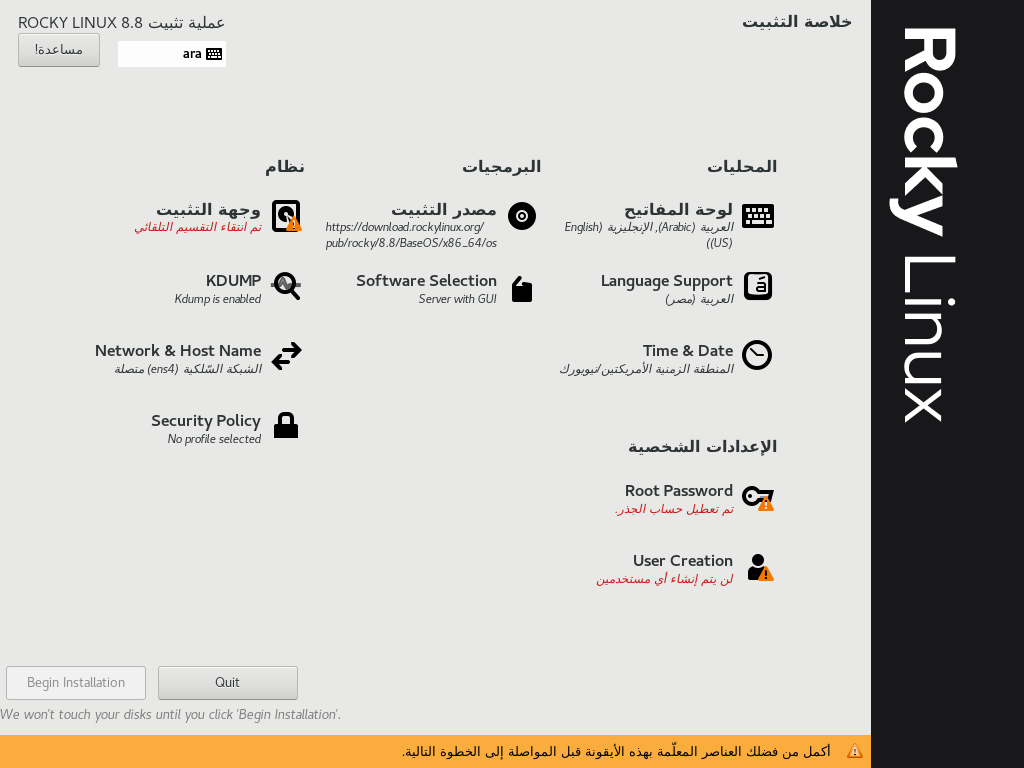 خلاصة التثبيت
عملية تثبيت ROCKY LINUX 8.8
ara
مساعدة!
المحليات
لوحة المفاتيح
العربية (Arabic), الإنجليزية (English
(US))
Language Support
العربية (مصر)
Time & Date
المنطقة الزمنية الأمريكتين/نيويورك
الإعدادات الشخصية
Root Password
تم تعطيل حساب الجذر.
User Creation
لن يتم إنشاء أي مستخدمين
البرمجيات
مصدر التثبيت
https://download.rockylinux.org/
pub/rocky/8.8/BaseOS/x86_64/os
Software Selection
Server with GUI
نظام
وجهة التثبيت
تم انتقاء التقسيم التلقائي
KDUMP
Kdump is enabled
Network & Host Name
الشبكة السّلكية (ens4) متصلة
Security Policy
No profile selected
Quit
Begin Installation
We won't touch your disks until you click 'Begin Installation'.
أكمل من فضلك العناصر المعلّمة بهذه الأيقونة قبل المواصلة إلى الخطوة التالية.
Rocky Linux